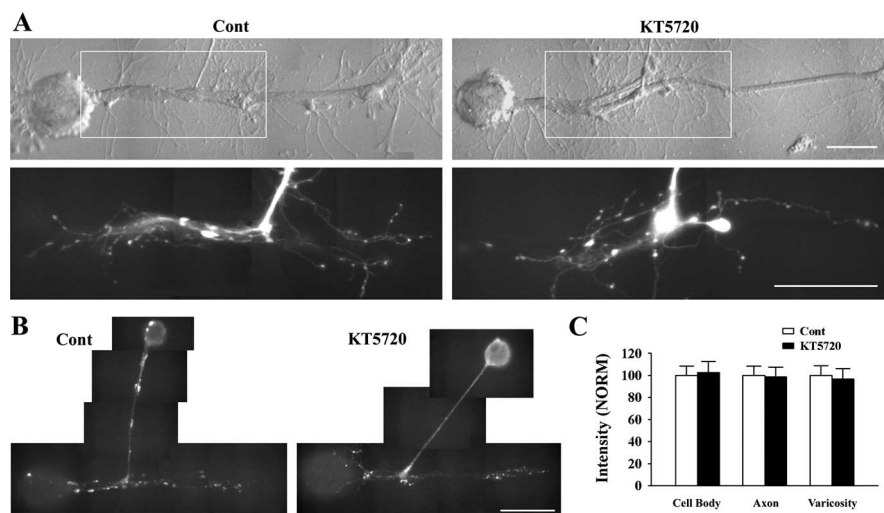 A
Cont
KT5720
B
Cont
KT5720
C
Cont
KT5720
Intensity (NORM)
120
100
80
60
40
20
0
Cell Body
Axon
Varicosity